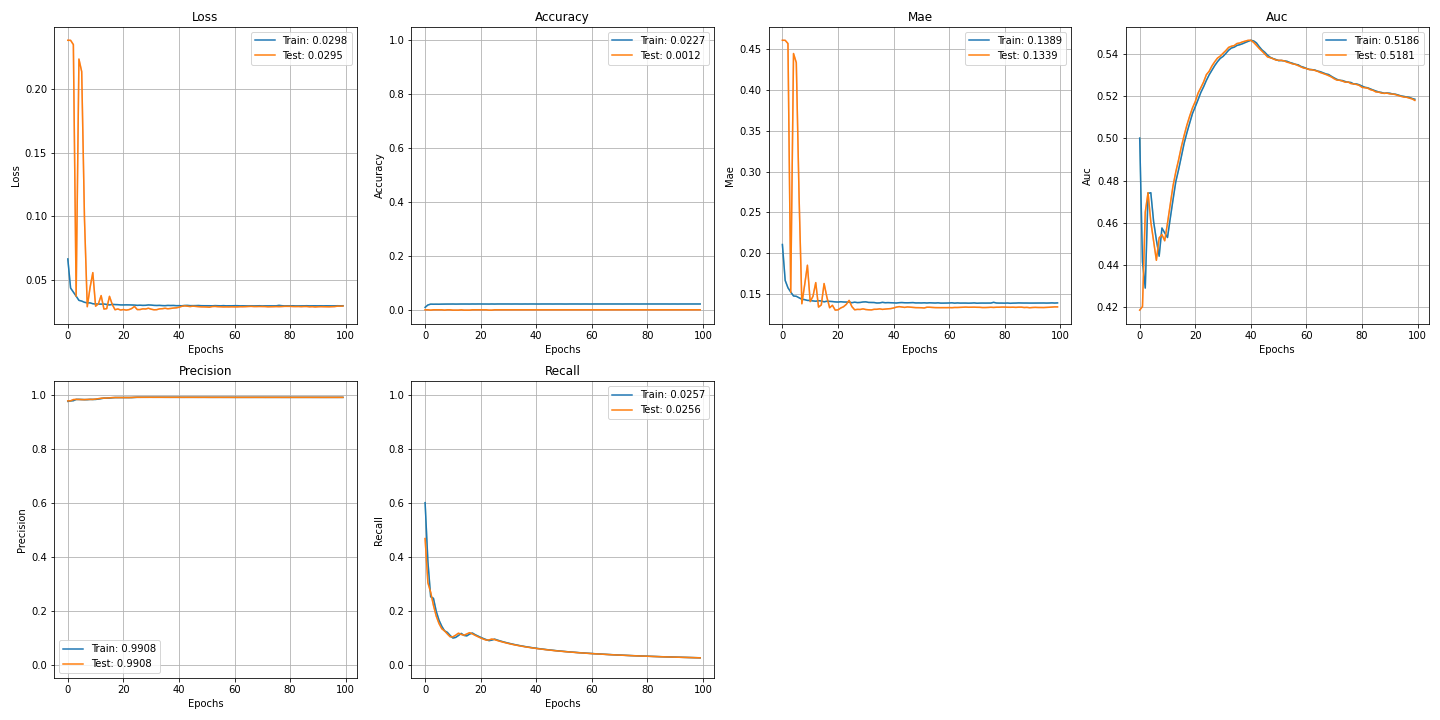 Loss
Train: 0.0298
Test: 0.0295
0.20
0.15
0.10
0.05
Loss
0 20 40 60 80 100
Epochs
Accuracy
Train: 0.0227
Test: 0.0012
1.0
0.8
0.6
0.4
0.2
0.0
Accuracy
0 20 40 60 80 100
Epochs
Mae
Train: 0.1389
Test: 0.1339
0.45
0.40
0.35
0.30
0.25
0.20
0.15
Mae
0 20 40 60 80 100
Epochs
Auc
Train: 0.5186
Test: 0.5181
0.54
0.52
0.50
0.48
0.46
0.44
0.42
Auc
0 20 40 60 80 100
Epochs
Precision
1.0
0.8
0.6
0.4
0.2
0.0
Precision
Train: 0.9908
Test: 0.9908
0 20 40 60 80 100
Epochs
Recall
Train: 0.0257
Test: 0.0256
1.0
0.8
0.6
0.4
0.2
0.0
Recall
0 20 40 60 80 100
Epochs